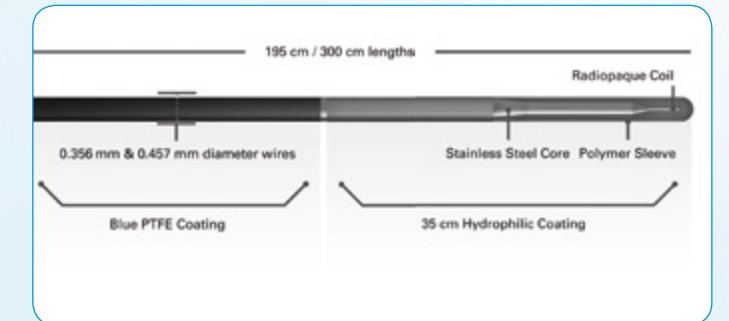 195 cm / 300 cm lengths
Radiopaque Coil
0.356 mm & 0.457 mm diameter wires
Stainless Steel Core
Polymer Sleeve
Blue PTFE Coating
35 cm Hydrophilic Coating